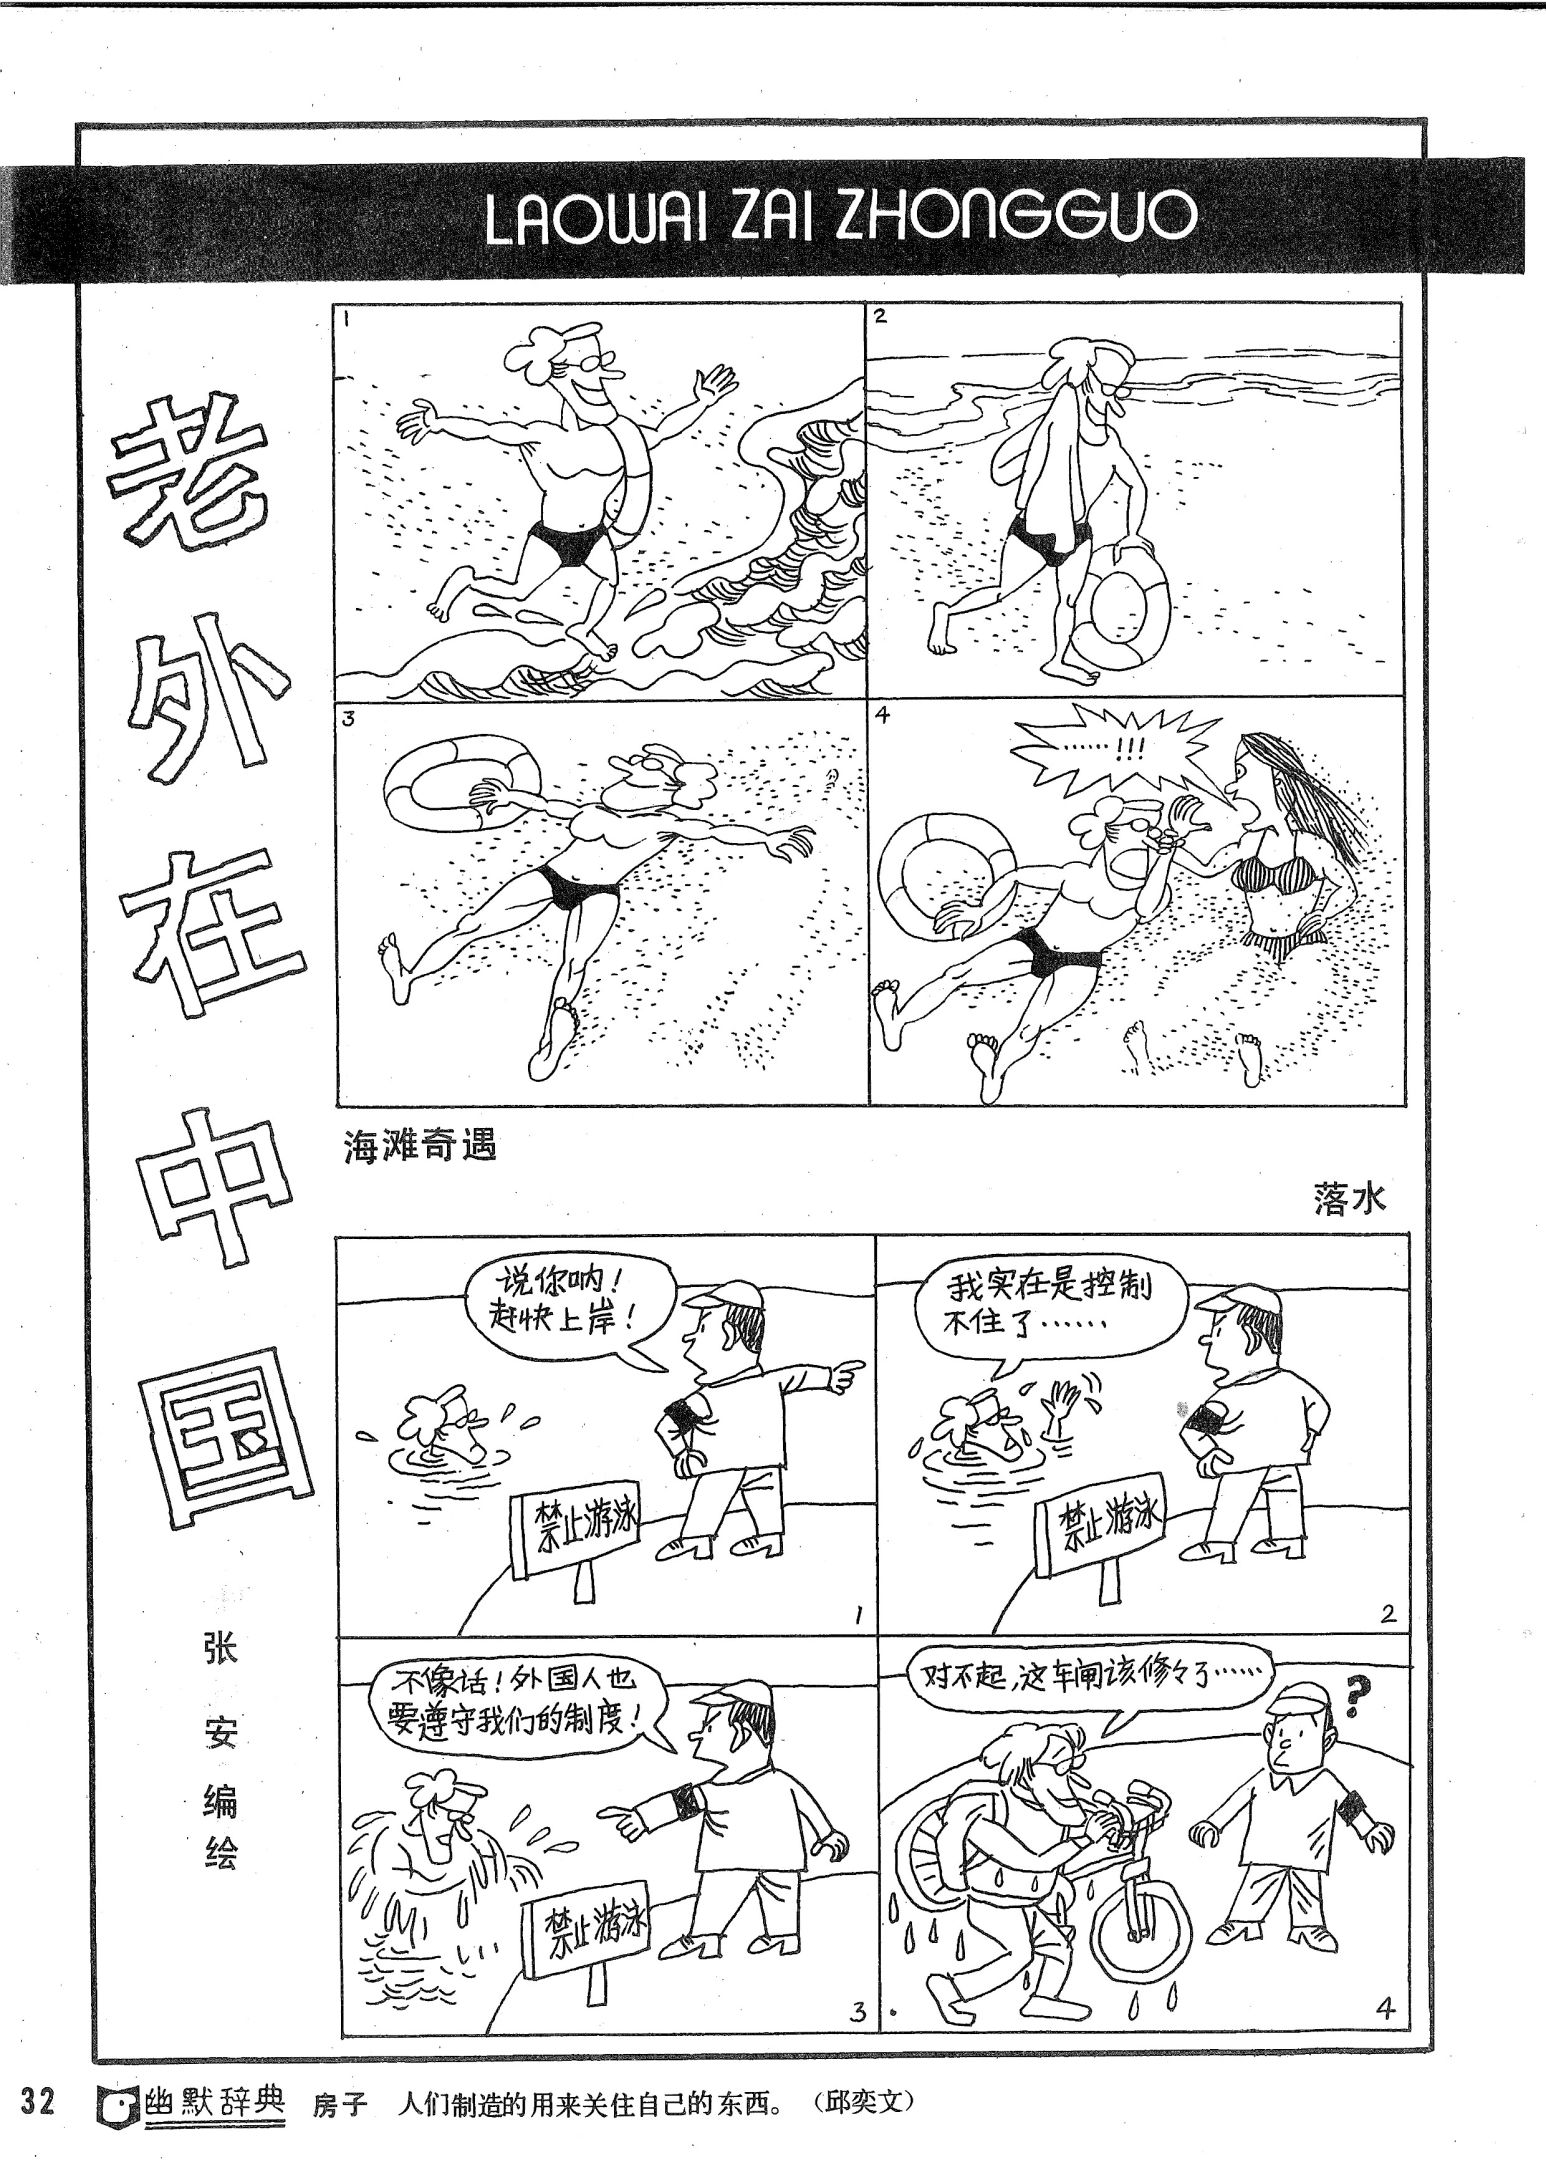 LAOWAI ZAI ZHONGGUO
老外在中国
张安编绘
1
2
3
4
……!!!
海滩奇遇
落水
说你呐！
赶快上岸！
禁止游泳
1
我实在是控制
不住了……
禁止游泳
2
不像话！外国人也
要遵守我们的制度！
禁止游泳
3
对不起，这车闸该修修了……
?
4
32 幽默辞典 房子 人们制造的用来关住自己的东西。（邱奕文）